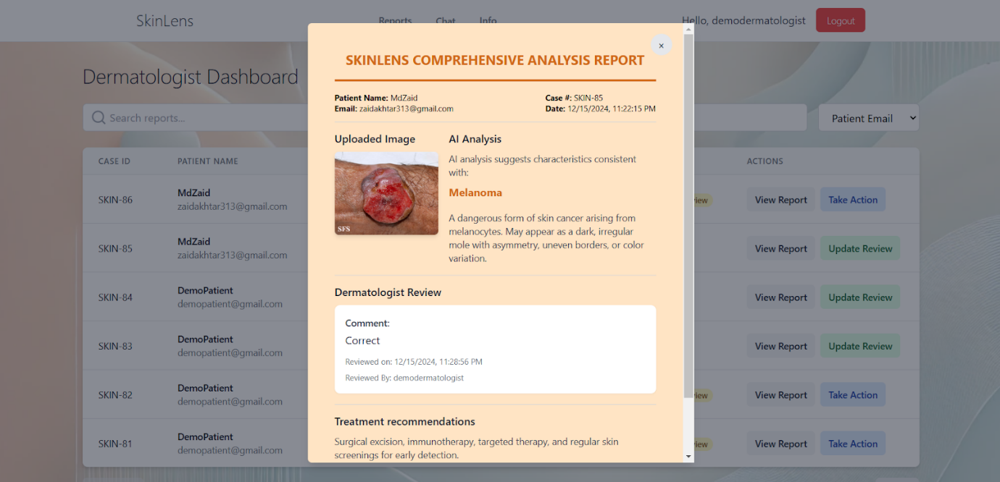 SkinLens
Reports Chat Info
Hello, demodermatologist
Logout
Dermatologist Dashboard
Search reports...
Patient Email
CASE ID PATIENT NAME ACTIONS
SKIN-86 MdZaid
zaidakhtar313@gmail.com
View Report Take Action
SKIN-85 MdZaid
zaidakhtar313@gmail.com
View Report Update Review
SKIN-84 DemoPatient
demopatient@gmail.com
View Report Update Review
SKIN-83 DemoPatient
demopatient@gmail.com
View Report Update Review
SKIN-82 DemoPatient
demopatient@gmail.com
View Report Take Action
SKIN-81 DemoPatient
demopatient@gmail.com
View Report Take Action
×
SKINLENS COMPREHENSIVE ANALYSIS REPORT
Patient Name: MdZaid Case #: SKIN-85
Email: zaidakhtar313@gmail.com Date: 12/15/2024, 11:22:15 PM
Uploaded Image
SFS
AI Analysis
AI analysis suggests characteristics consistent
with:
Melanoma
A dangerous form of skin cancer arising from
melanocytes. May appear as a dark, irregular
mole with asymmetry, uneven borders, or color
variation.
Dermatologist Review
Comment:
Correct
Reviewed on: 12/15/2024, 11:28:56 PM
Reviewed By: demodermatologist
Treatment recommendations
Surgical excision, immunotherapy, targeted therapy, and regular skin
screenings for early detection.